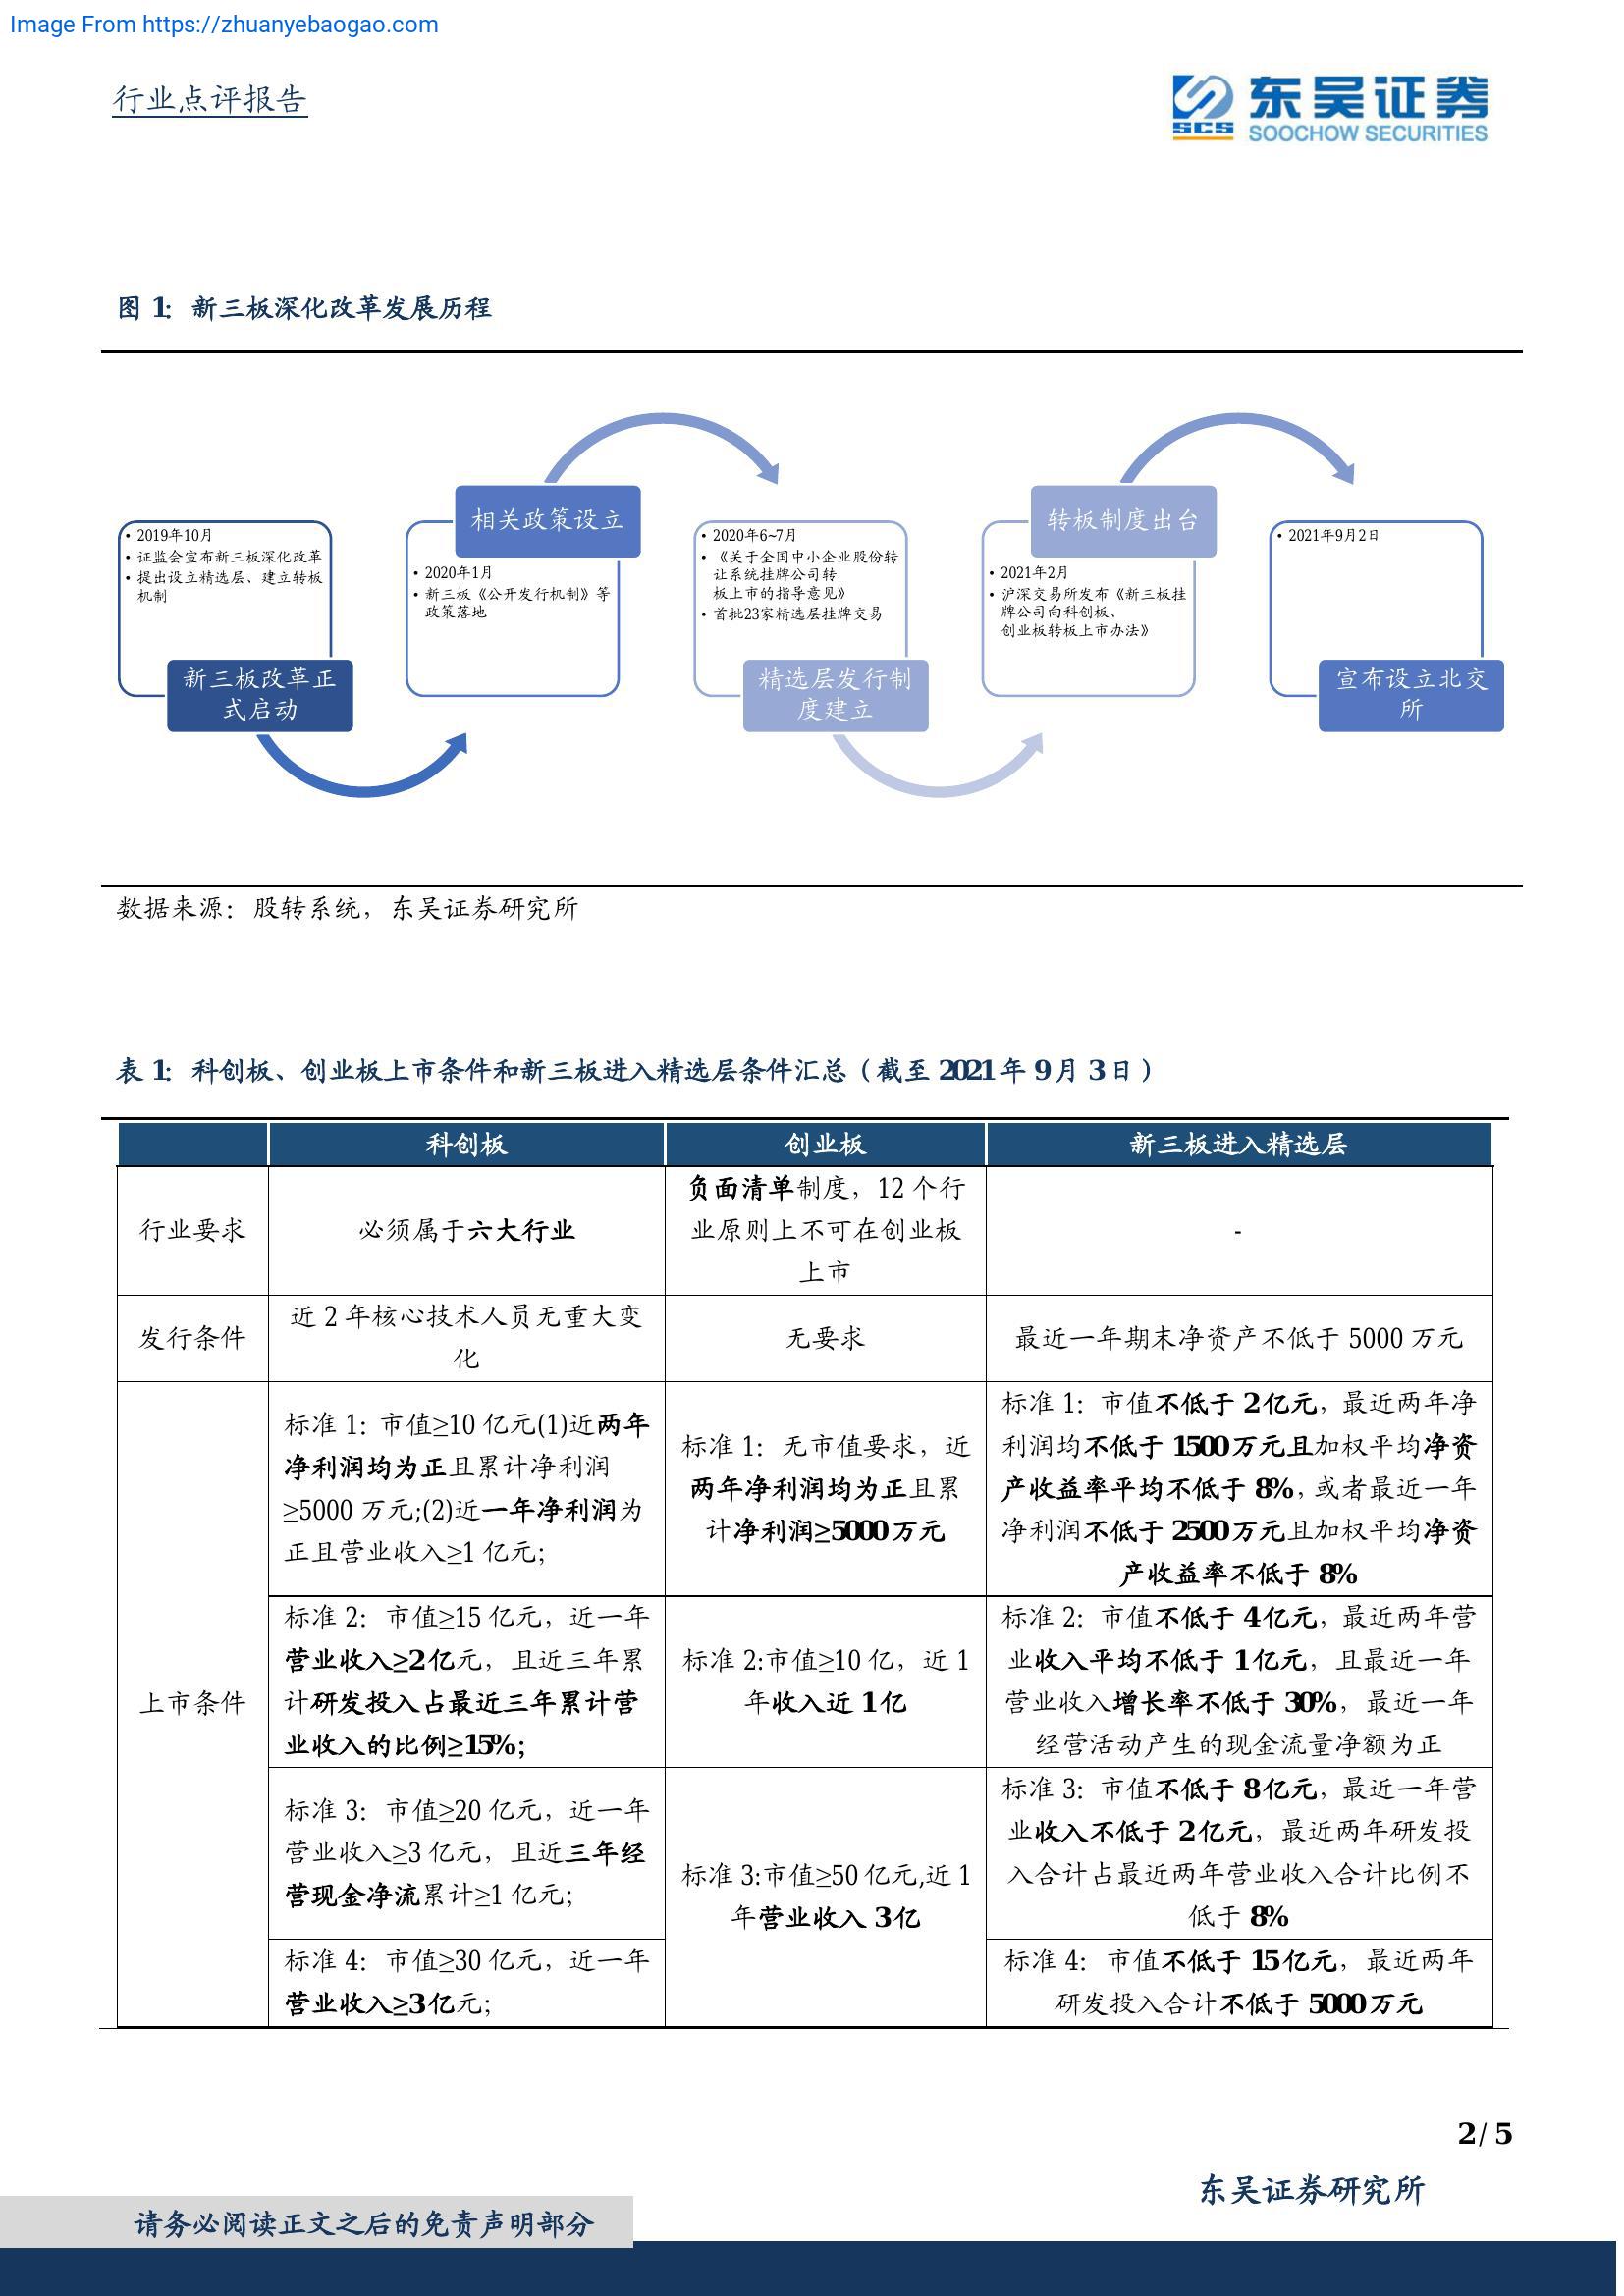 Image From https://zhuanyebaogao.com
行业点评报告
东吴证券
SCS
SOOCHOW SECURITIES
图 1：新三板深化改革发展历程
• 2019年10月
• 证监会宣布新三板深化改革
• 提出设立精选层、建立转板
机制
新三板改革正
式启动
相关政策设立
• 2020年1月
• 新三板《公开发行机制》等
政策落地
• 2020年6~7月
• 《关于全国中小企业股份转
让系统挂牌公司转
板上市的指导意见》
• 首批23家精选层挂牌交易
精选层发行制
度建立
转板制度出台
• 2021年2月
• 沪深交易所发布《新三板挂
牌公司向科创板、
创业板转板上市办法》
• 2021年9月2日
宣布设立北交
所
数据来源：股转系统，东吴证券研究所
表 1：科创板、创业板上市条件和新三板进入精选层条件汇总（截至 2021 年 9 月 3 日）
科创板
创业板
新三板进入精选层
行业要求
必须属于六大行业
负面清单制度，12 个行
业原则上不可在创业板
上市
-
发行条件
近 2 年核心技术人员无重大变
化
无要求
最近一年期末净资产不低于 5000 万元
上市条件
标准 1：市值≥10 亿元(1)近两年
净利润均为正且累计净利润
≥5000 万元;(2)近一年净利润为
正且营业收入≥1 亿元；
标准 1：无市值要求，近
两年净利润均为正且累
计净利润≥5000 万元
标准 1：市值不低于 2 亿元，最近两年净
利润均不低于 1500 万元且加权平均净资
产收益率平均不低于 8%，或者最近一年
净利润不低于 2500 万元且加权平均净资
产收益率不低于 8%
标准 2：市值≥15 亿元，近一年
营业收入≥2 亿元，且近三年累
计研发投入占最近三年累计营
业收入的比例≥15%；
标准 2:市值≥10 亿，近 1
年收入近 1 亿
标准 2：市值不低于 4 亿元，最近两年营
业收入平均不低于 1 亿元，且最近一年
营业收入增长率不低于 30%，最近一年
经营活动产生的现金流量净额为正
标准 3：市值≥20 亿元，近一年
营业收入≥3 亿元，且近三年经
营现金净流累计≥1 亿元；
标准 3:市值≥50 亿元,近 1
年营业收入 3 亿
标准 3：市值不低于 8 亿元，最近一年营
业收入不低于 2 亿元，最近两年研发投
入合计占最近两年营业收入合计比例不
低于 8%
标准 4：市值≥30 亿元，近一年
营业收入≥3 亿元；
标准 4：市值不低于 15 亿元，最近两年
研发投入合计不低于 5000 万元
2 / 5
东吴证券研究所
请务必阅读正文之后的免责声明部分